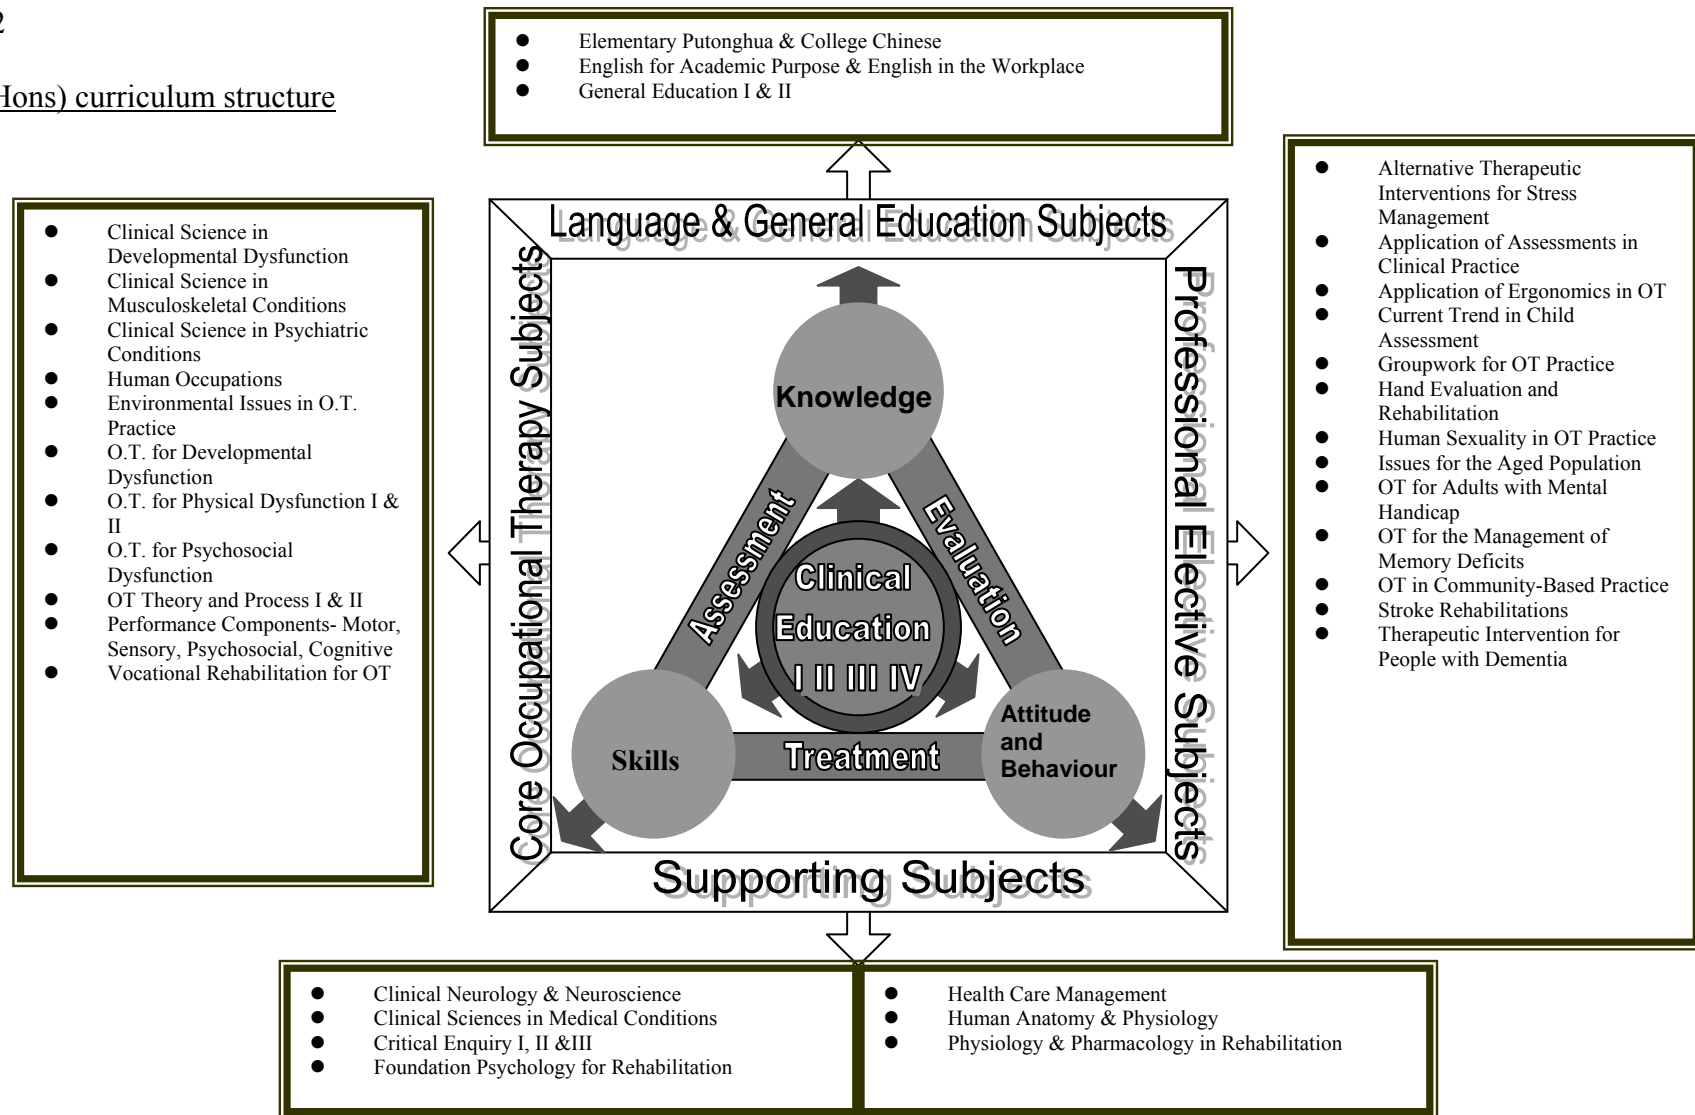 2
Hons) curriculum structure
● Elementary Putonghua & College Chinese
● English for Academic Purpose & English in the Workplace
● General Education I & II
● Clinical Science in
Developmental Dysfunction
● Clinical Science in
Musculoskeletal Conditions
● Clinical Science in Psychiatric
Conditions
● Human Occupations
● Environmental Issues in O.T.
Practice
● O.T. for Developmental
Dysfunction
● O.T. for Physical Dysfunction I &
II
● O.T. for Psychosocial
Dysfunction
● OT Theory and Process I & II
● Performance Components- Motor,
Sensory, Psychosocial, Cognitive
● Vocational Rehabilitation for OT
Language & General Education Subjects
Core Occupational Therapy Subjects
Knowledge
Assessment
Evaluation
Clinical
Education
I II III IV
Skills
Treatment
Attitude
and
Behaviour
Professional Elective Subjects
Supporting Subjects
● Alternative Therapeutic
Interventions for Stress
Management
● Application of Assessments in
Clinical Practice
● Application of Ergonomics in OT
● Current Trend in Child
Assessment
● Groupwork for OT Practice
● Hand Evaluation and
Rehabilitation
● Human Sexuality in OT Practice
● Issues for the Aged Population
● OT for Adults with Mental
Handicap
● OT for the Management of
Memory Deficits
● OT in Community-Based Practice
● Stroke Rehabilitations
● Therapeutic Intervention for
People with Dementia
● Clinical Neurology & Neuroscience
● Clinical Sciences in Medical Conditions
● Critical Enquiry I, II &III
● Foundation Psychology for Rehabilitation
● Health Care Management
● Human Anatomy & Physiology
● Physiology & Pharmacology in Rehabilitation